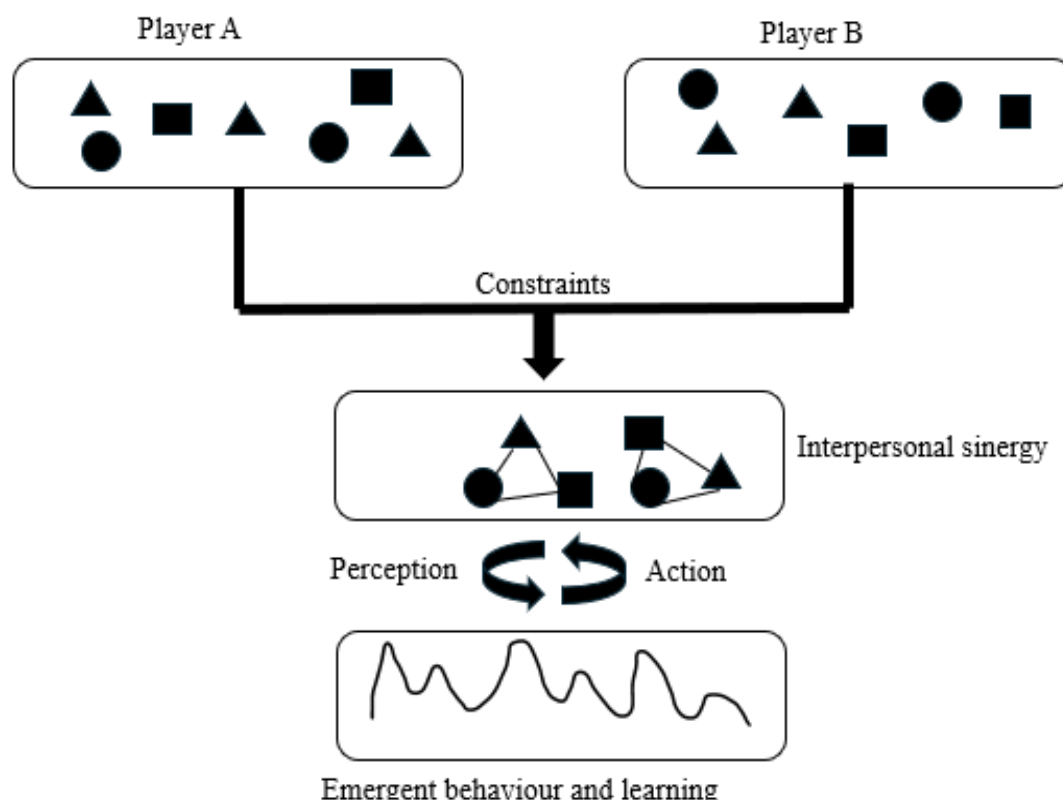 Player A
Player B
Constraints
Interpersonal sinergy
Perception
Action
Emergent behaviour and learning